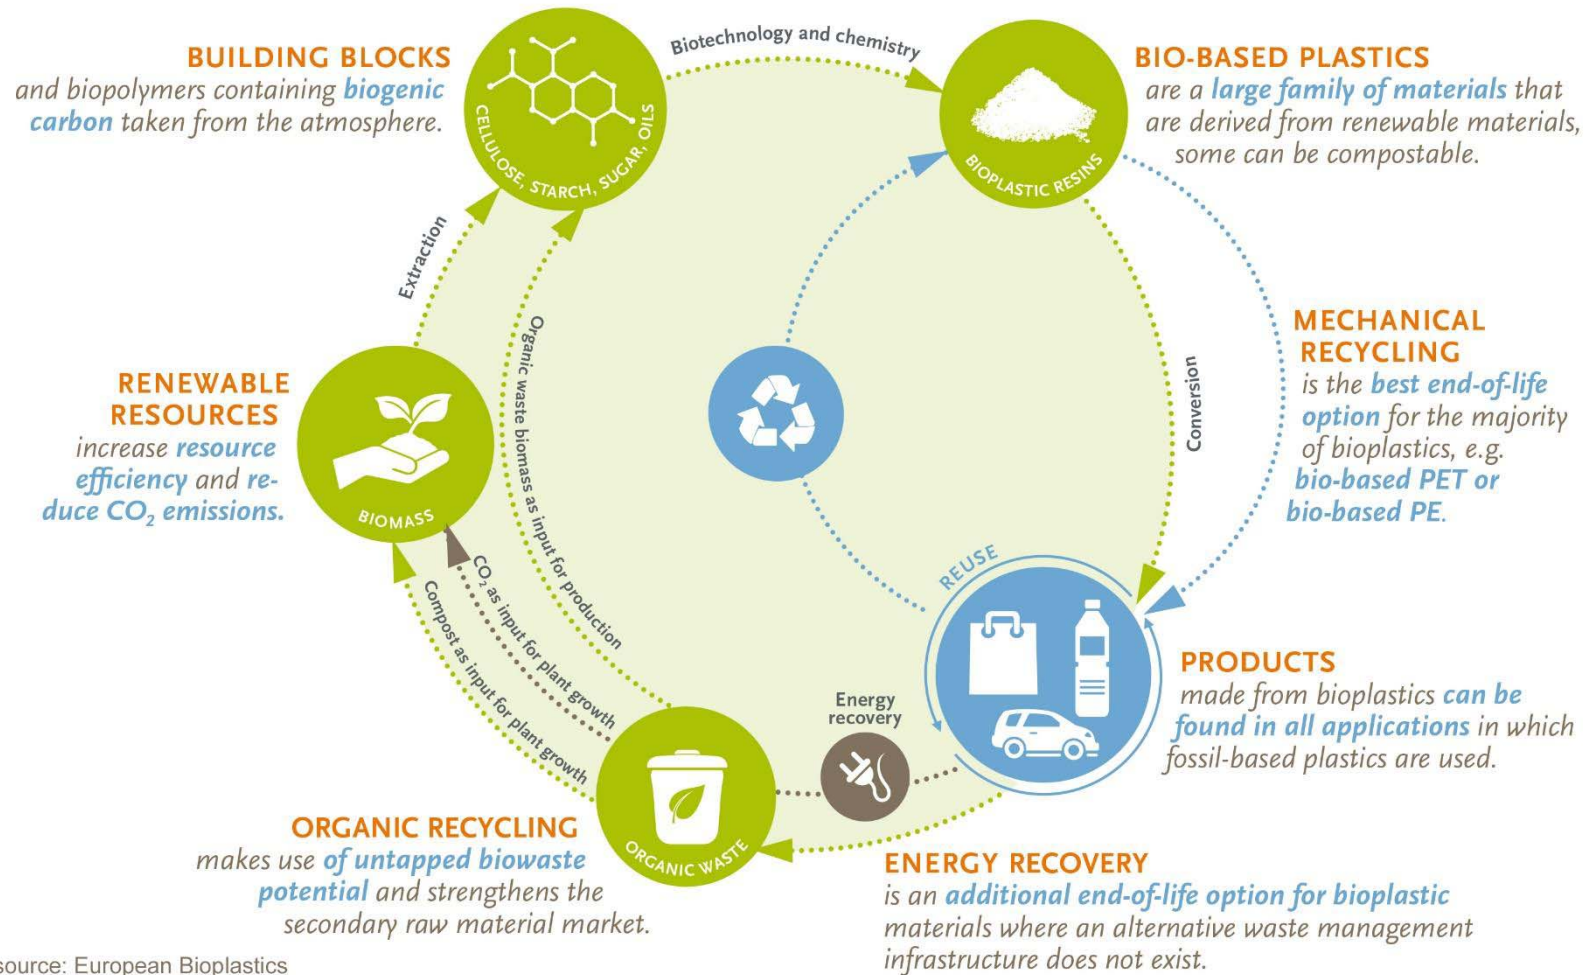 BUILDING BLOCKS
and biopolymers containing biogenic
carbon taken from the atmosphere.
CELLULOSE, STARCH, SUGAR, OILS
Biotechnology and chemistry
BIO-BASED PLASTICS
are a large family of materials that
are derived from renewable materials,
some can be compostable.
BIOPLASTIC RESINS
Extraction
Organic waste biomass as input for production
Conversion
MECHANICAL
RECYCLING
is the best end-of-life
option for the majority
of bioplastics, e.g.
bio-based PET or
bio-based PE.
RENEWABLE
RESOURCES
increase resource
efficiency and re-
duce CO₂ emissions.
BIOMASS
CO₂ as input for plant growth
Compost as input for plant growth
REUSE
PRODUCTS
made from bioplastics can be
found in all applications in which
fossil-based plastics are used.
Energy
recovery
ORGANIC WASTE
ORGANIC RECYCLING
makes use of untapped biowaste
potential and strengthens the
secondary raw material market.
ENERGY RECOVERY
is an additional end-of-life option for bioplastic
materials where an alternative waste management
infrastructure does not exist.
source: European Bioplastics